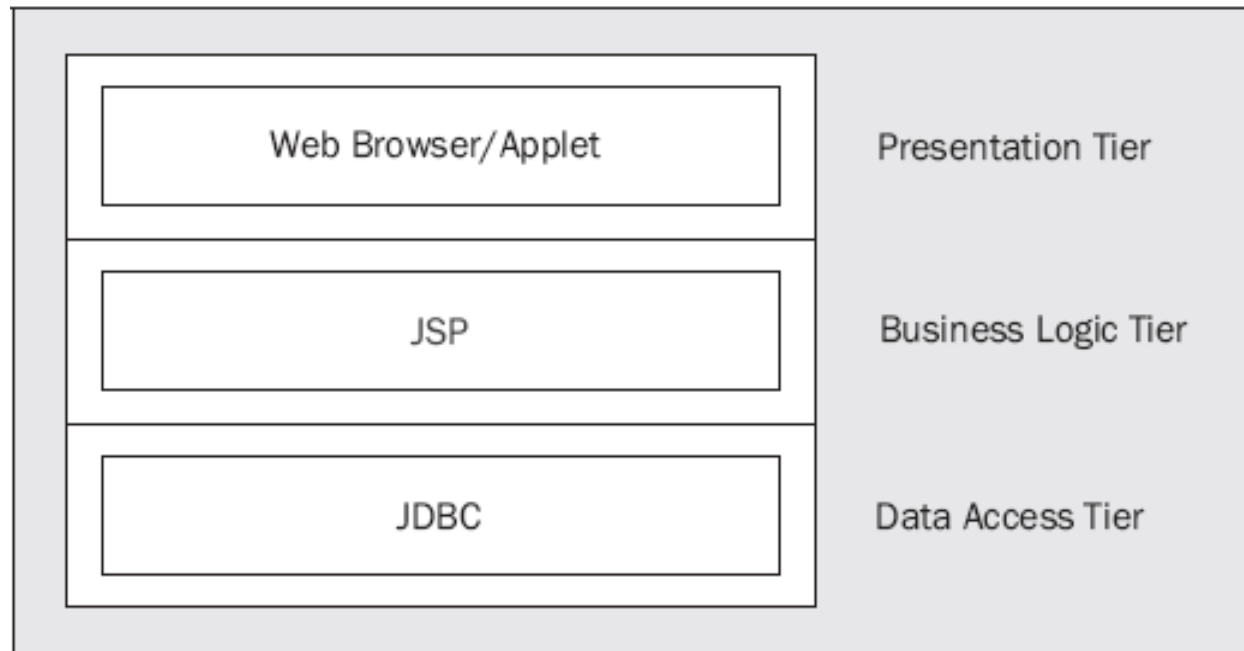 Web Browser/Applet
Presentation Tier
JSP
Business Logic Tier
JDBC
Data Access Tier